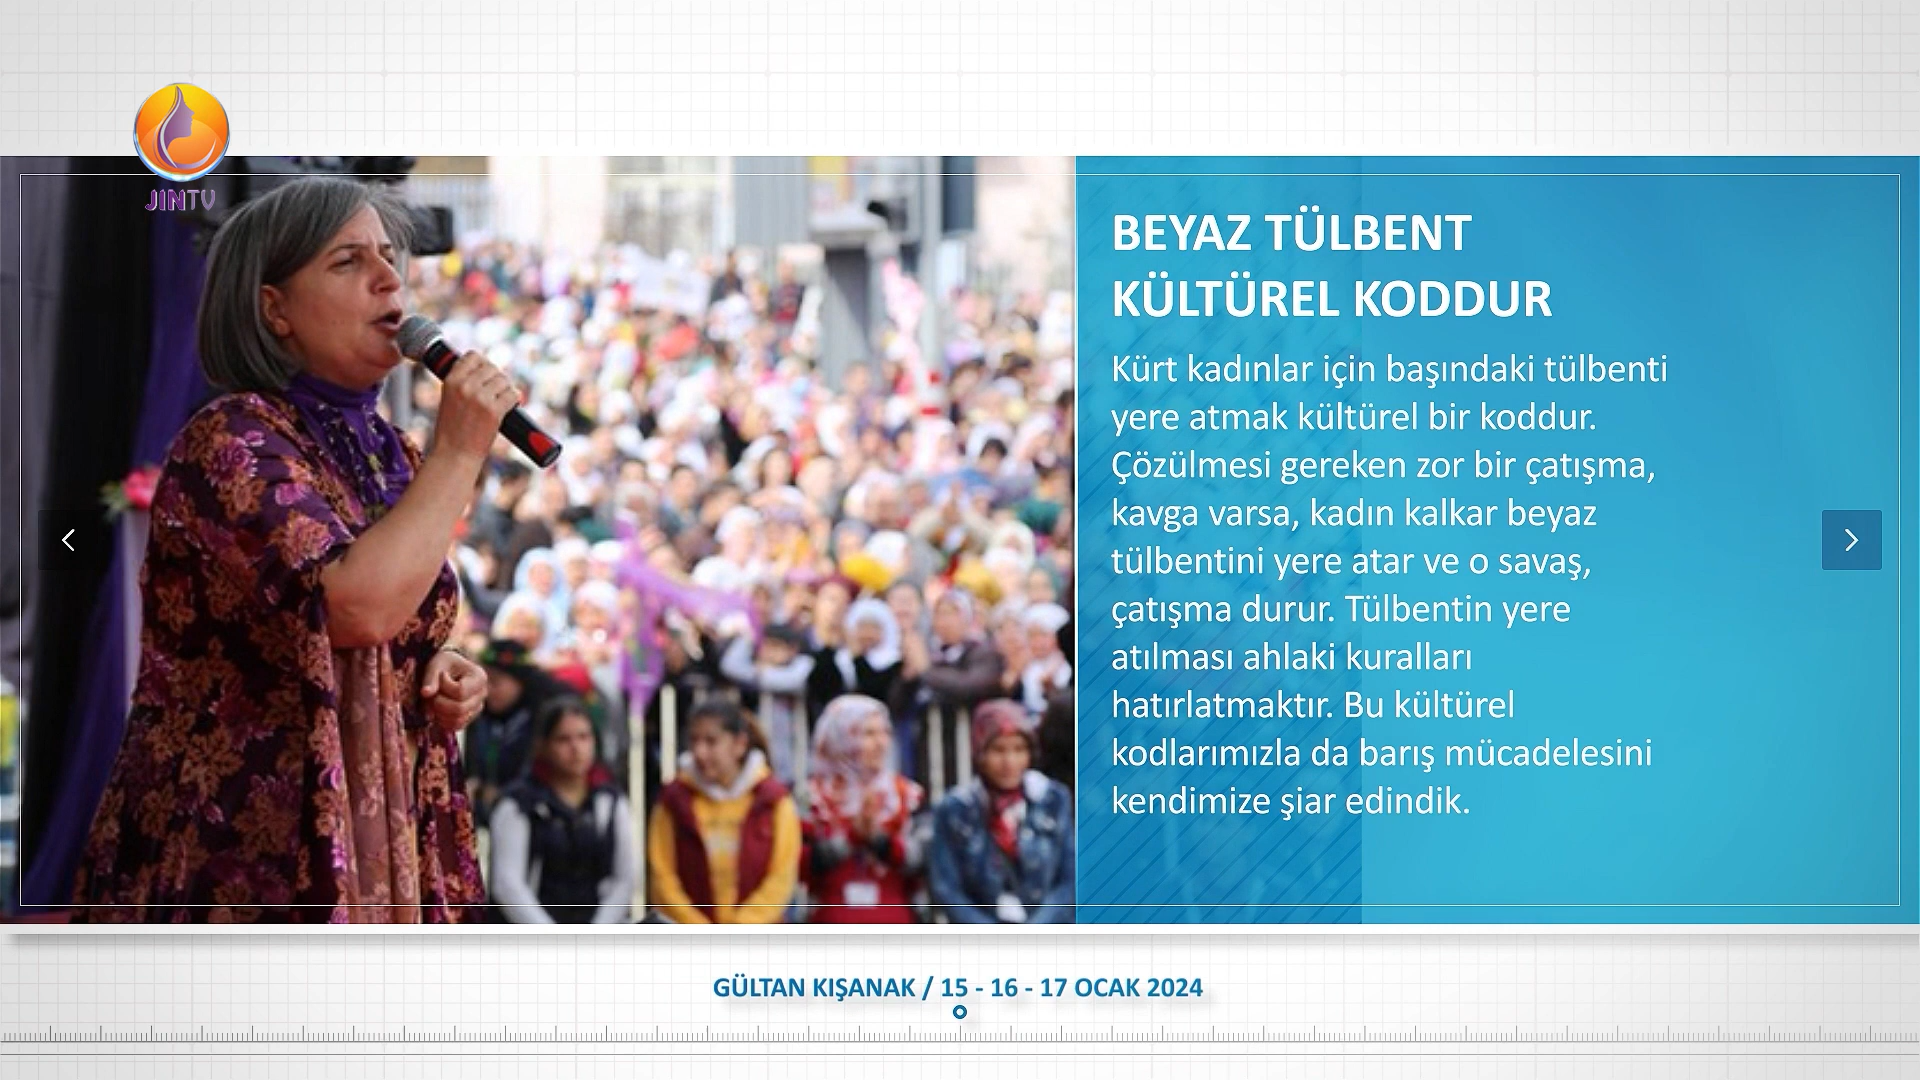 JINTV
BEYAZ TÜLBENT
KÜLTÜREL KODDUR
Kürt kadınlar için başındaki tülbenti
yere atmak kültürel bir koddur.
Çözülmesi gereken zor bir çatışma,
kavga varsa, kadın kalkar beyaz
tülbentini yere atar ve o savaş,
çatışma durur. Tülbentin yere
atılması ahlaki kuralları
hatırlatmaktır. Bu kültürel
kodlarımızla da barış mücadelesini
kendimize şiar edindik.
GÜLTAN KIŞANAK / 15 - 16 - 17 OCAK 2024